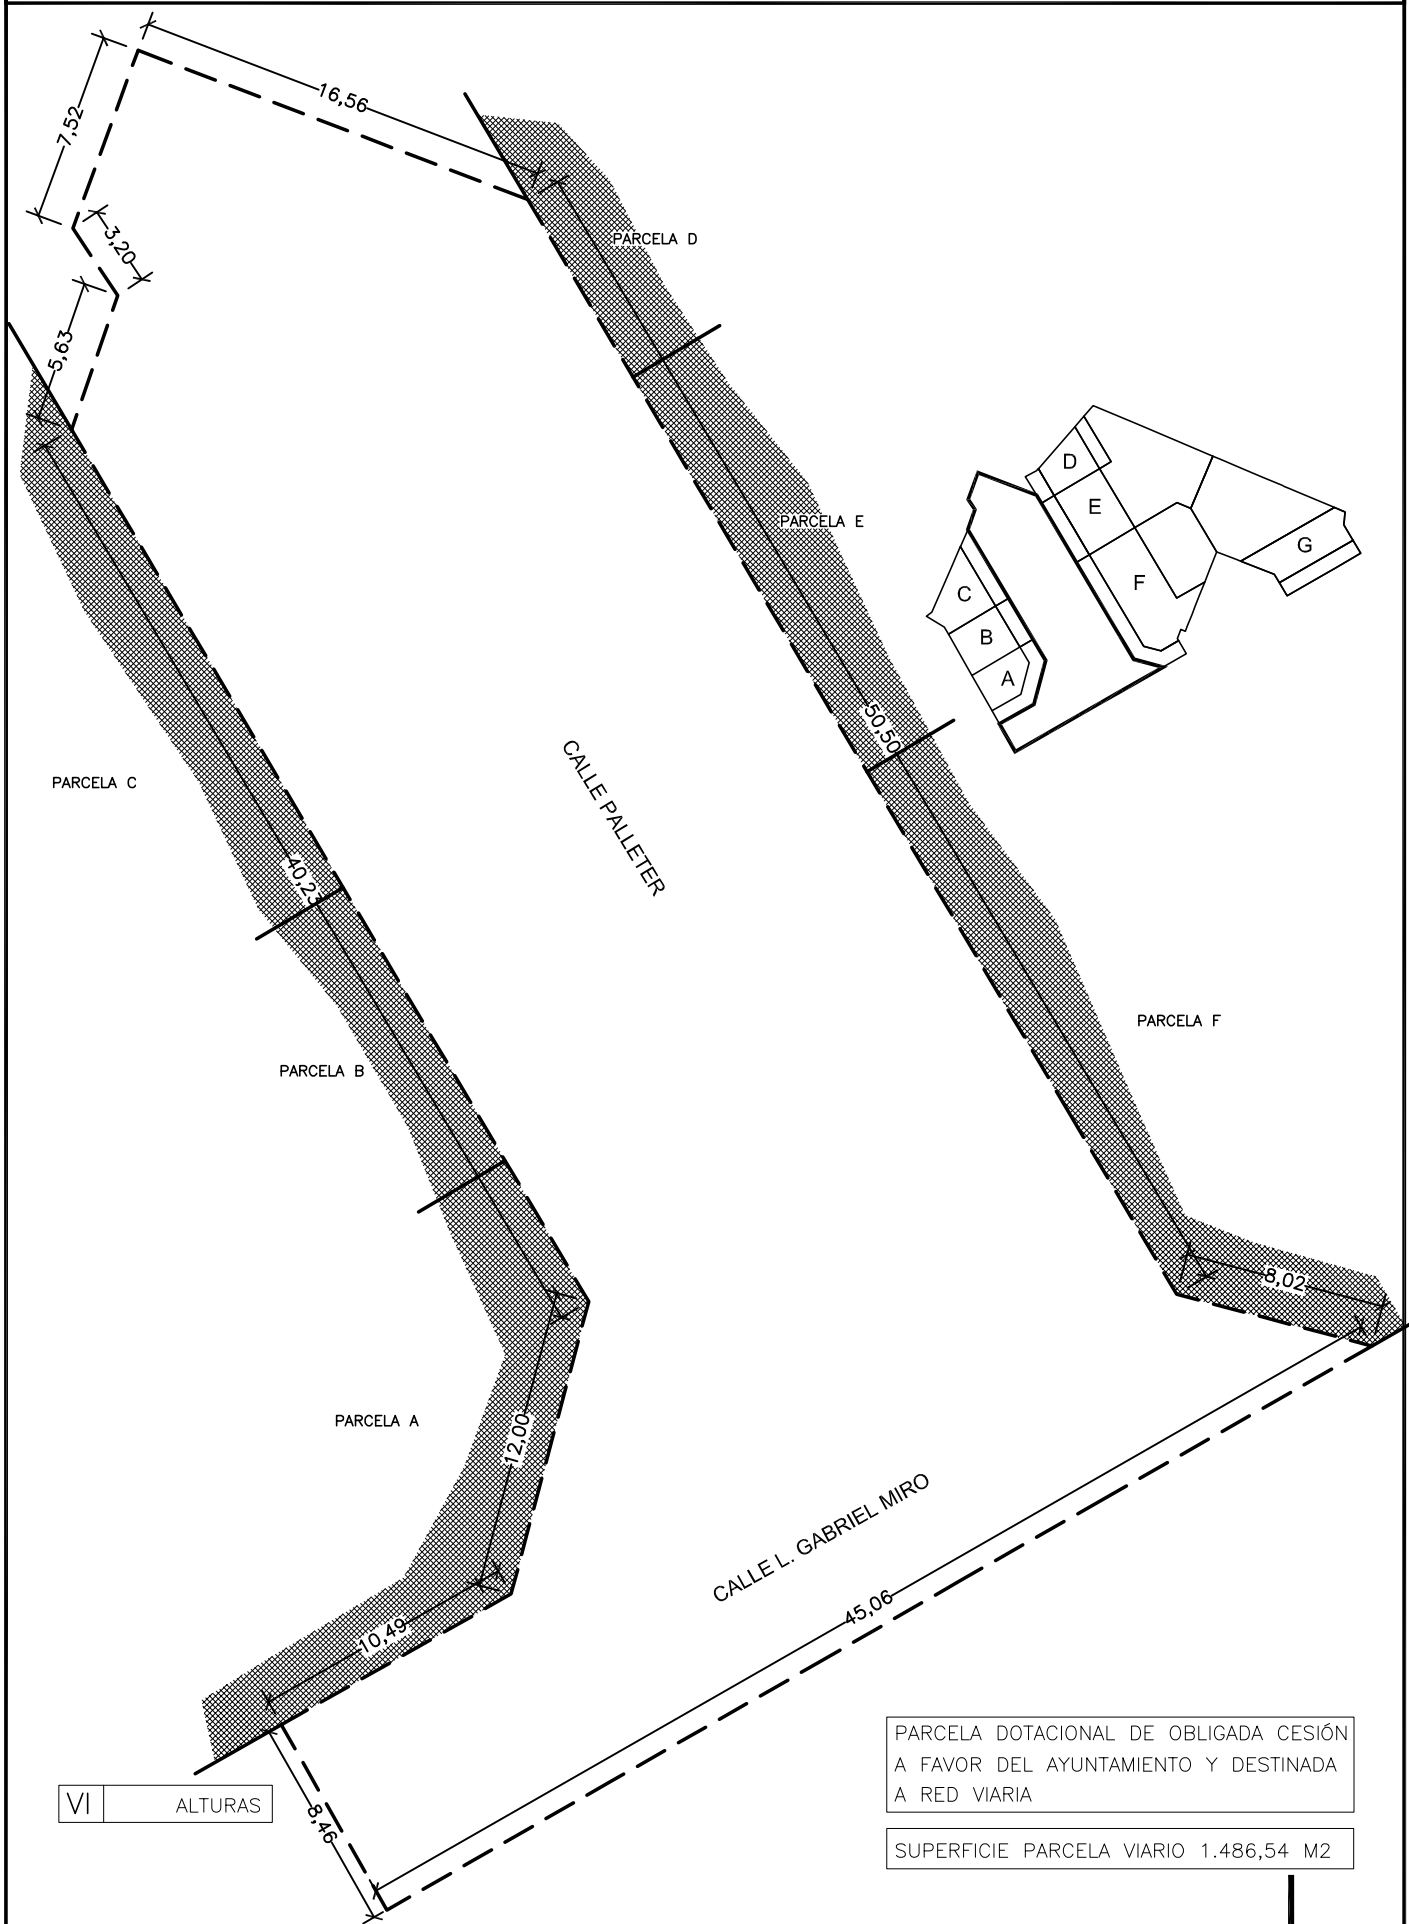 16,56
7,52
3,20
5,63
PARCELA D
D
E
G
F
C
B
A
PARCELA E
50,50
CALLE PALLETER
PARCELA C
40,23
PARCELA F
PARCELA B
8,02
PARCELA A
12,00
CALLE L. GABRIEL MIRO
45,06
10,49
8,46
VI ALTURAS
PARCELA DOTACIONAL DE OBLIGADA CESIÓN
A FAVOR DEL AYUNTAMIENTO Y DESTINADA
A RED VIARIA
SUPERFICIE PARCELA VIARIO 1.486,54 M2